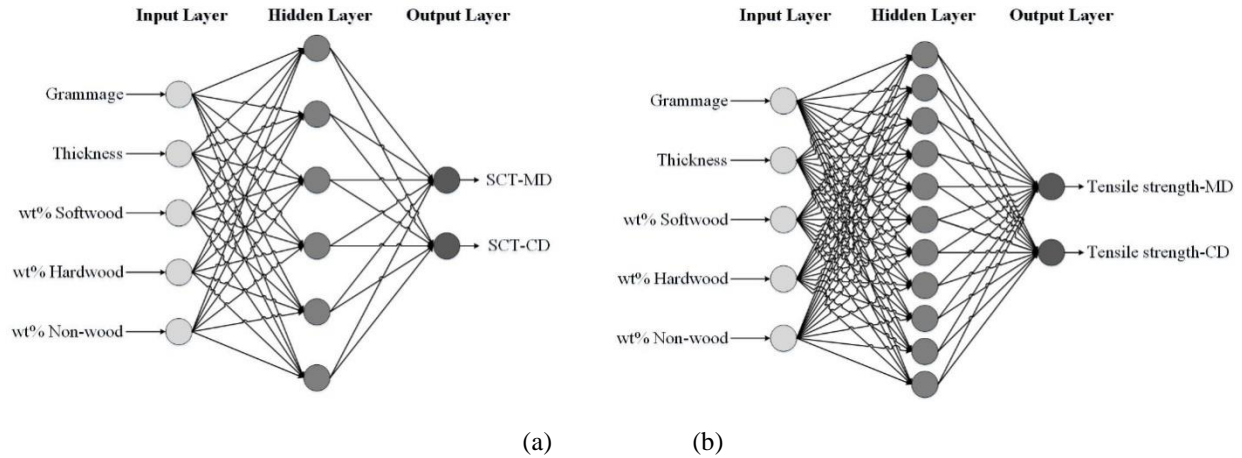 Input Layer Hidden Layer Output Layer
Grammage
Thickness
wt% Softwood
wt% Hardwood
wt% Non-wood
SCT-MD
SCT-CD
(a)
Input Layer Hidden Layer Output Layer
Grammage
Thickness
wt% Softwood
wt% Hardwood
wt% Non-wood
Tensile strength-MD
Tensile strength-CD
(b)